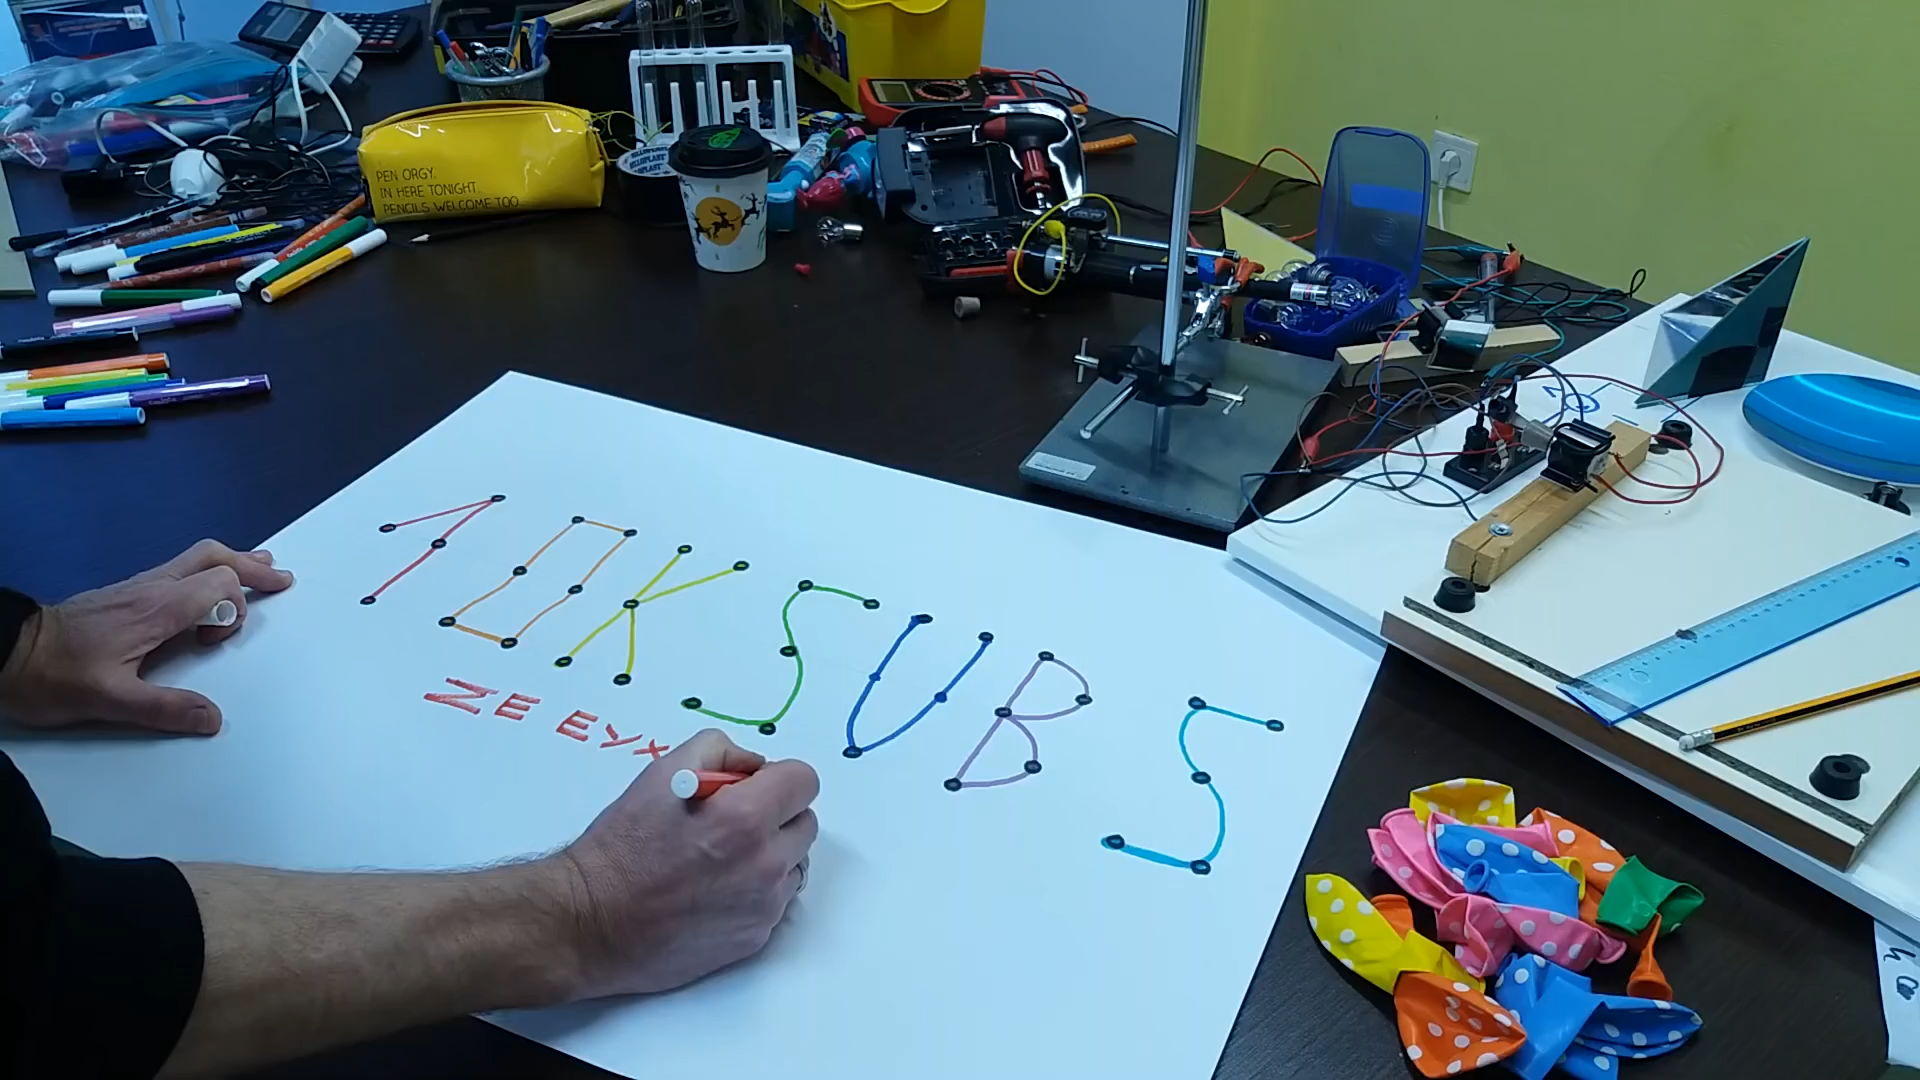 PEN ORGY.
IN HERE TONIGHT.
PENCILS WELCOME TOO
10K SUBS
ΣΕ ΕΥΧ